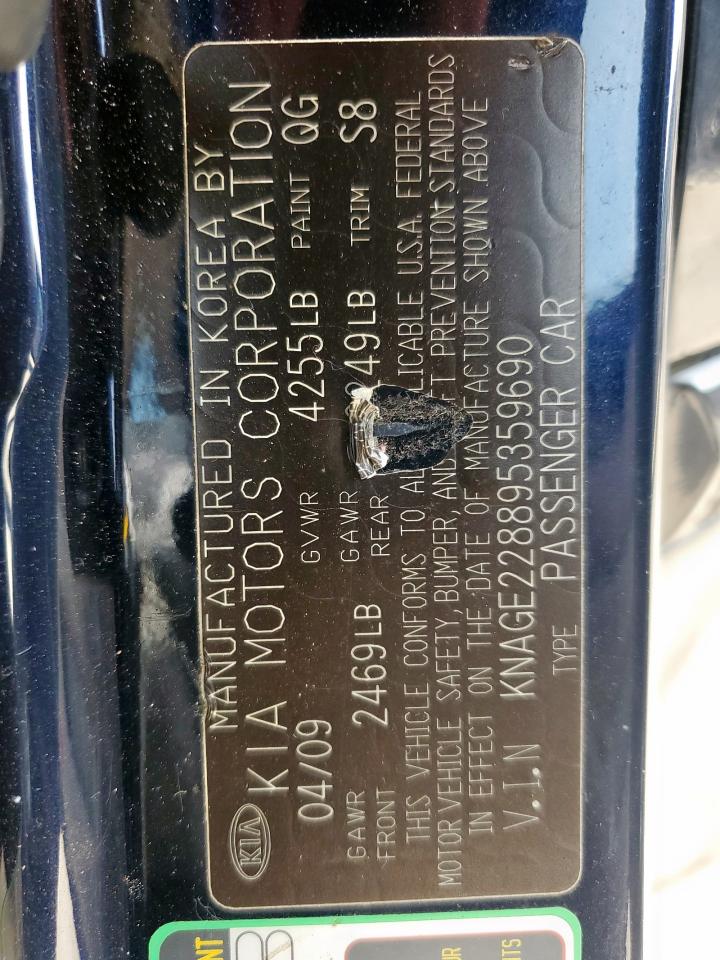 KIA
MANUFACTURED IN KOREA BY
KIA MOTORS CORPORATION
04/09 GVWR 4255LB PAINT QG
GAWR FRONT 2469LB GAWR REAR 49LB TRIM S8
THIS VEHICLE CONFORMS TO LICABLE U.S.A. FEDERAL
MOTOR VEHICLE SAFETY, BUMPER, AND PREVENTION STANDARDS
IN EFFECT ON THE DATE OF MANUFACTURE SHOWN ABOVE
V.I.N KNAGE228895359690
TYPE PASSENGER CAR